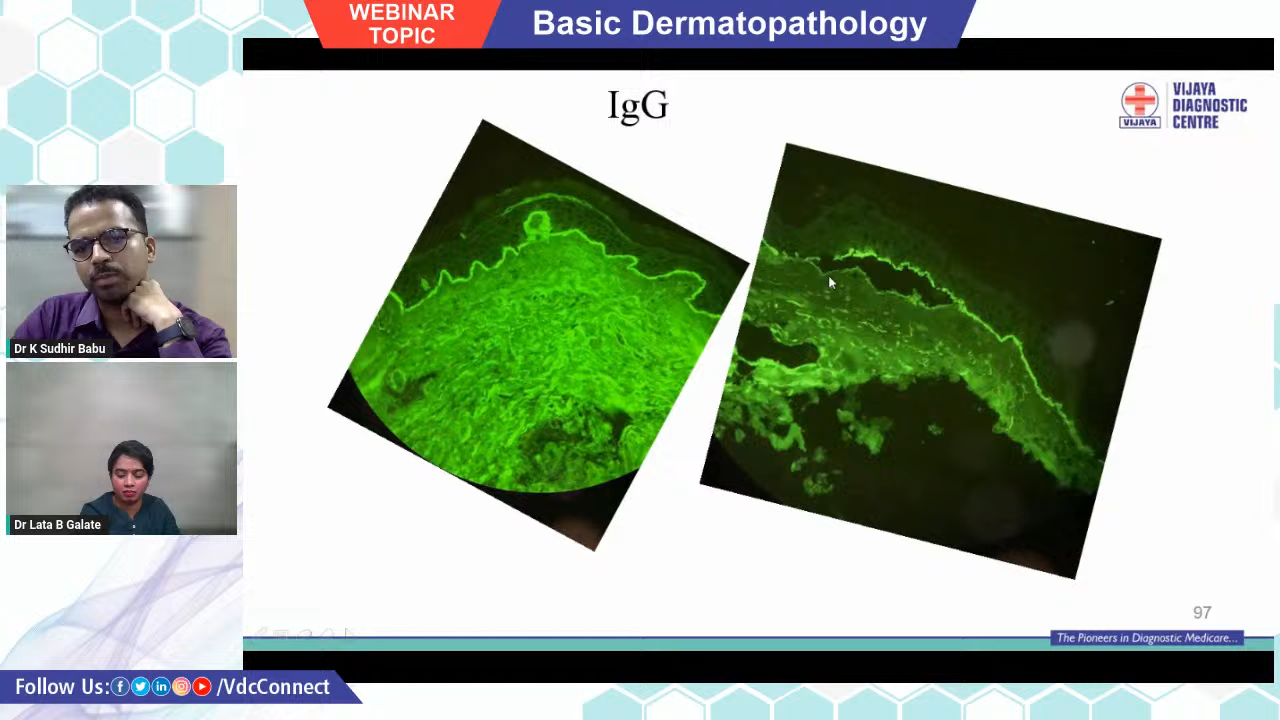 WEBINAR
TOPIC
Basic Dermatopathology
IgG
VIJAYA
VIJAYA
DIAGNOSTIC
CENTRE
Dr K Sudhir Babu
Dr Lata B Galate
97
The Pioneers in Diagnostic Medicare...
Follow Us: /VdcConnect